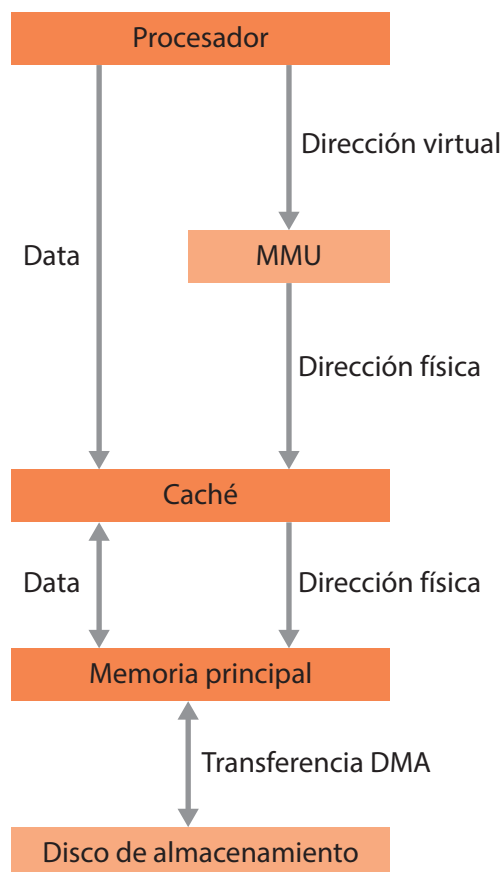 Procesador
Dirección virtual
Data
MMU
Dirección física
Caché
Data
Dirección física
Memoria principal
Transferencia DMA
Disco de almacenamiento